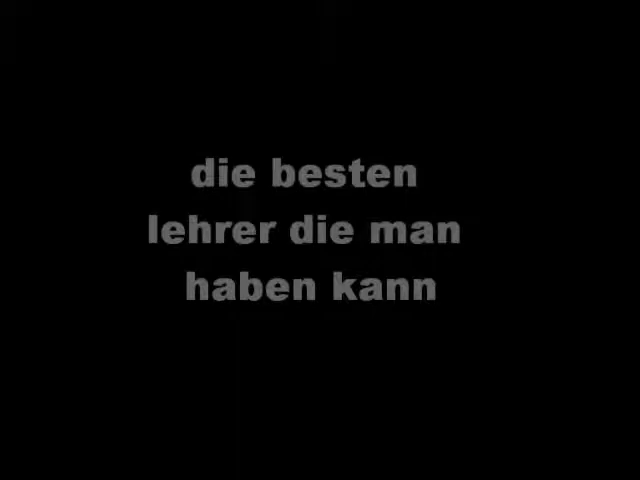 die besten
lehrer die man
haben kann